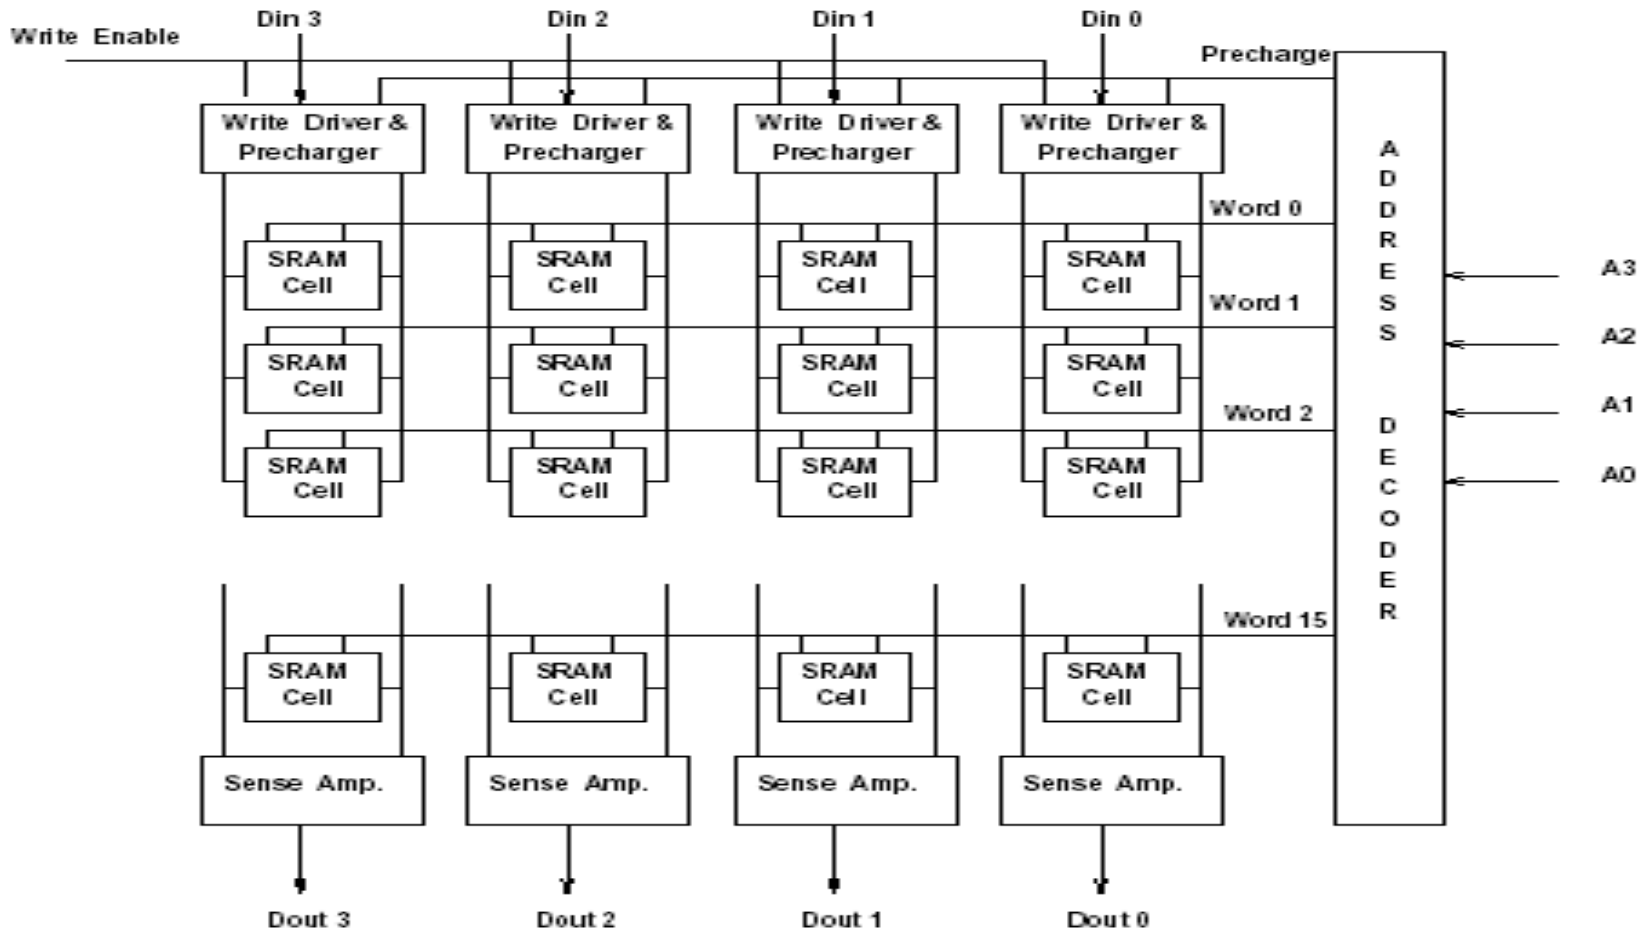 Din 3
Din 2
Din 1
Din 0
Write Enable
Precharge
Write Driver &
Precharger
Write Driver &
Precharger
Write Driver &
Precharger
Write Driver &
Precharger
Word 0
SRAM
Cell
SRAM
Cell
SRAM
Cell
SRAM
Cell
Word 1
SRAM
Cell
SRAM
Cell
SRAM
Cell
SRAM
Cell
Word 2
SRAM
Cell
SRAM
Cell
SRAM
Cell
SRAM
Cell
Word 15
SRAM
Cell
SRAM
Cell
SRAM
Cell
SRAM
Cell
Sense Amp.
Sense Amp.
Sense Amp.
Sense Amp.
Dout 3
Dout 2
Dout 1
Dout 0
ADDRESS
DECODER
A3
A2
A1
A0